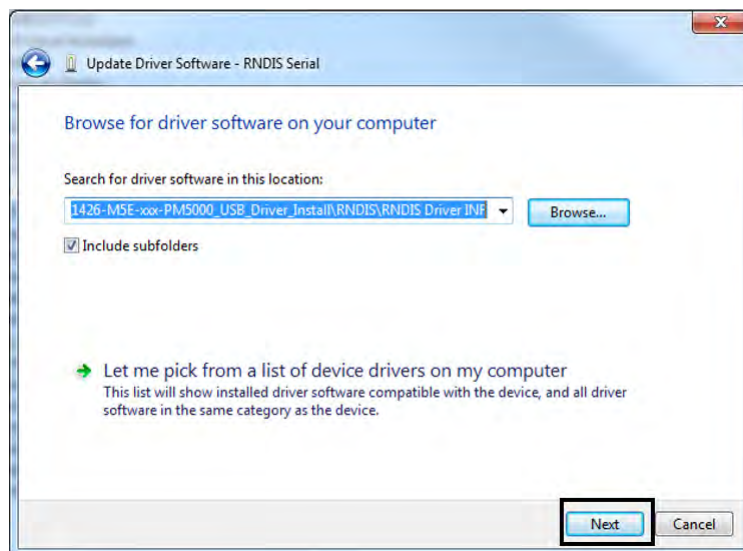 Update Driver Software - RNDIS Serial
Browse for driver software on your computer
Search for driver software in this location:
1426-M5E-xxx-PM5000_USB_Driver_Install\RNDIS\RNDIS Driver INF
Browse...
Include subfolders
Let me pick from a list of device drivers on my computer
This list will show installed driver software compatible with the device, and all driver
software in the same category as the device.
Next
Cancel